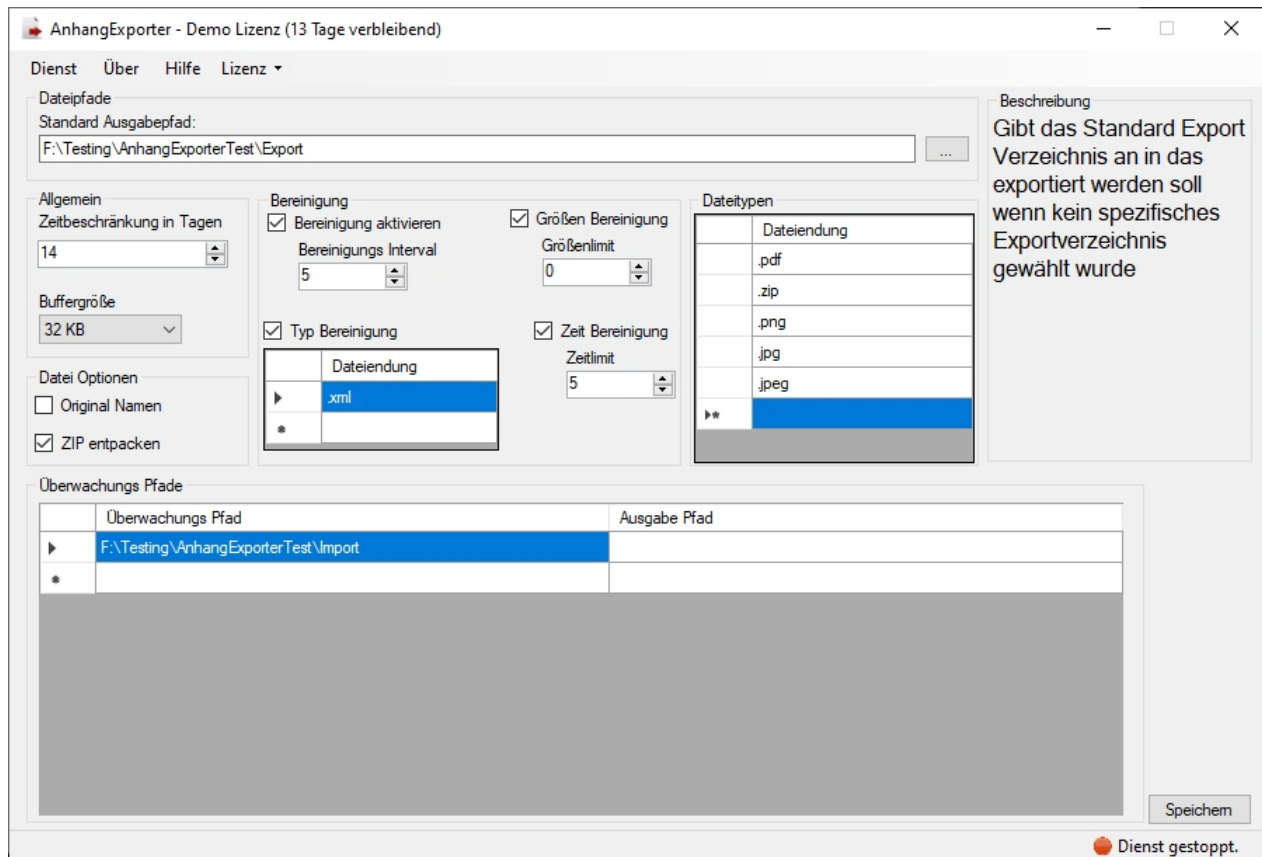 AnhangExporter - Demo Lizenz (13 Tage verbleibend)
Dienst Über Hilfe Lizenz
Dateipfade
Standard Ausgabepfad:
F:\Testing\AnhangExporterTest\Export
...
Beschreibung
Gibt das Standard Export
Verzeichnis an in das
exportiert werden soll
wenn kein spezifisches
Exportverzeichnis
gewählt wurde
Allgemein
Zeitbeschränkung in Tagen
14
Buffergröße
32 KB
Datei Optionen
Original Namen
ZIP entpacken
Bereinigung
Bereinigung aktivieren
Bereinigungs Interval
5
Größen Bereinigung
Größenlimit
0
Typ Bereinigung
Dateiendung
.xml
Zeit Bereinigung
Zeitlimit
5
Dateitypen
Dateiendung
.pdf
.zip
.png
.jpg
.jpeg
Überwachungs Pfade
Überwachungs Pfad Ausgabe Pfad
F:\Testing\AnhangExporterTest\Import
Speichern
Dienst gestoppt.